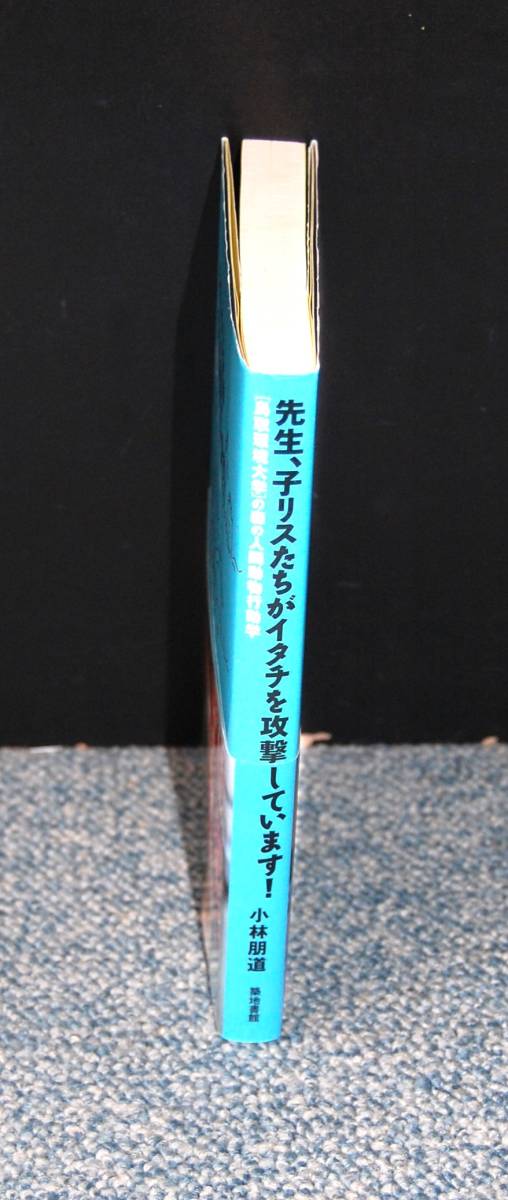 先生、子リスたちがイタチを攻撃しています!
［鳥取環境大学］の森の人間動物行動学
小林朋道
築地書館